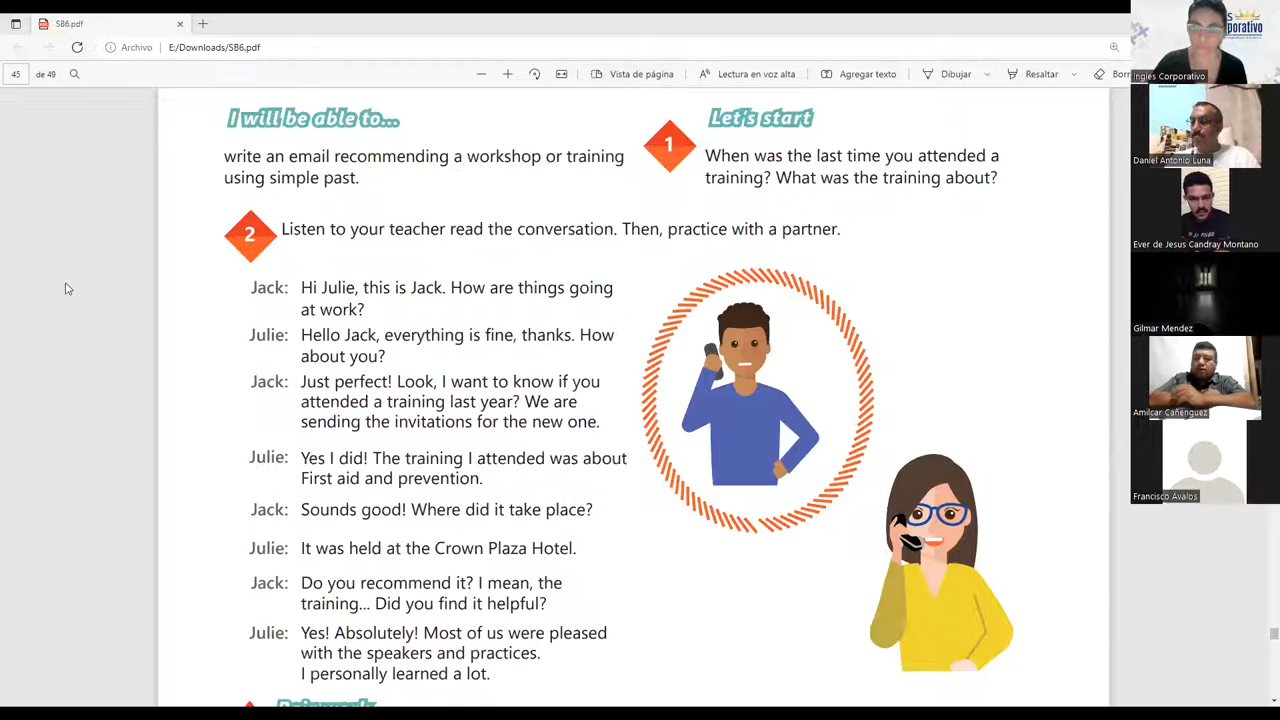 SB6.pdf
Archivo
E:/Downloads/SB6.pdf
45
de 49
Vista de página
Lectura en voz alta
Agregar texto
Dibujar
Resaltar
Borr
I will be able to...
write an email recommending a workshop or training
using simple past.
1
Let's start
When was the last time you attended a
training? What was the training about?
2
Listen to your teacher read the conversation. Then, practice with a partner.
Jack: Hi Julie, this is Jack. How are things going
at work?
Julie: Hello Jack, everything is fine, thanks. How
about you?
Jack: Just perfect! Look, I want to know if you
attended a training last year? We are
sending the invitations for the new one.
Julie: Yes I did! The training I attended was about
First aid and prevention.
Jack: Sounds good! Where did it take place?
Julie: It was held at the Crown Plaza Hotel.
Jack: Do you recommend it? I mean, the
training... Did you find it helpful?
Julie: Yes! Absolutely! Most of us were pleased
with the speakers and practices.
I personally learned a lot.
S
porativo
Ingles Corporativo
Daniel Antonio Luna
Ever de Jesus Candray Montano
Gilmar Mendez
Amilcar Cañenguez
Francisco Avalos